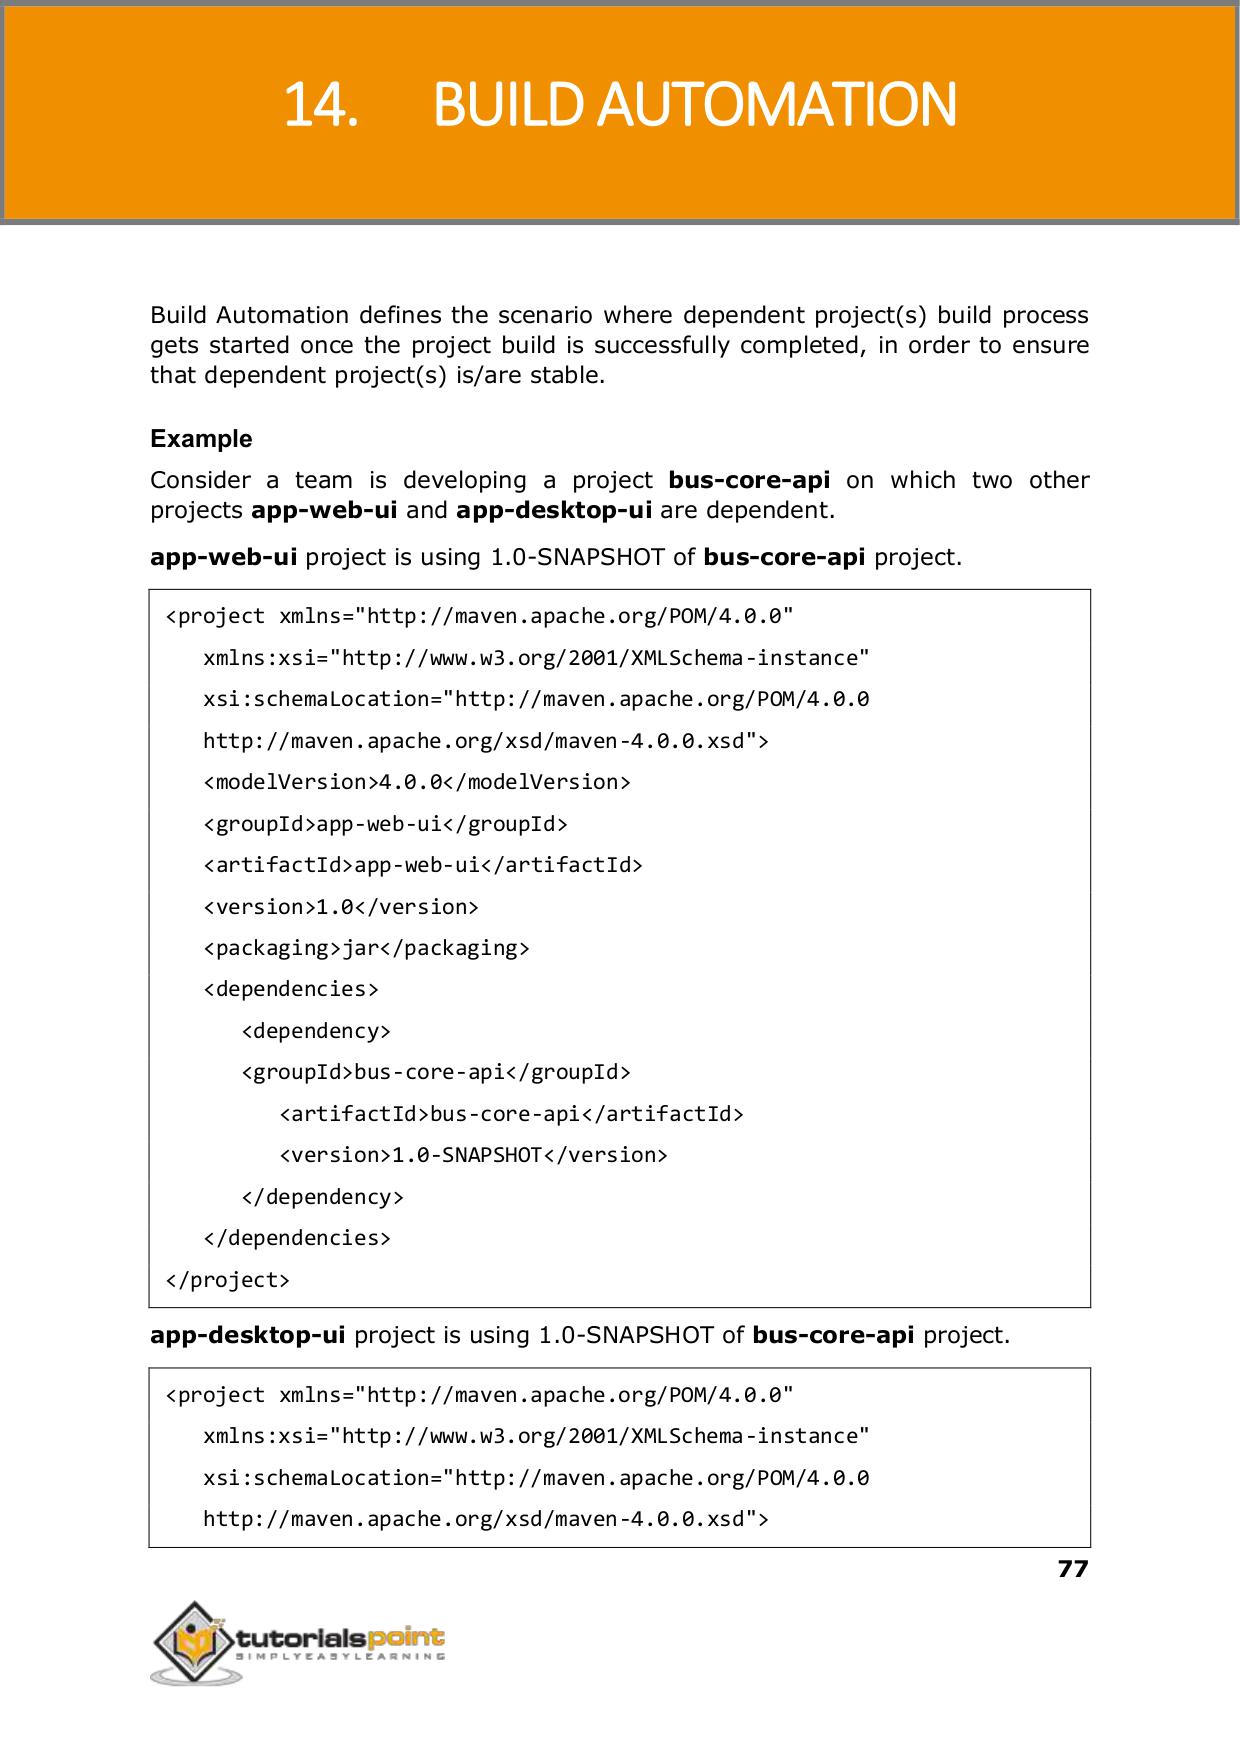 14. BUILD AUTOMATION
Build Automation defines the scenario where dependent project(s) build process
gets started once the project build is successfully completed, in order to ensure
that dependent project(s) is/are stable.
Example
Consider a team is developing a project bus-core-api on which two other
projects app-web-ui and app-desktop-ui are dependent.
app-web-ui project is using 1.0-SNAPSHOT of bus-core-api project.
<project xmlns="http://maven.apache.org/POM/4.0.0"
   xmlns:xsi="http://www.w3.org/2001/XMLSchema-instance"
   xsi:schemaLocation="http://maven.apache.org/POM/4.0.0
   http://maven.apache.org/xsd/maven-4.0.0.xsd">
   <modelVersion>4.0.0</modelVersion>
   <groupId>app-web-ui</groupId>
   <artifactId>app-web-ui</artifactId>
   <version>1.0</version>
   <packaging>jar</packaging>
   <dependencies>
      <dependency>
      <groupId>bus-core-api</groupId>
         <artifactId>bus-core-api</artifactId>
         <version>1.0-SNAPSHOT</version>
      </dependency>
   </dependencies>
</project>
app-desktop-ui project is using 1.0-SNAPSHOT of bus-core-api project.
<project xmlns="http://maven.apache.org/POM/4.0.0"
   xmlns:xsi="http://www.w3.org/2001/XMLSchema-instance"
   xsi:schemaLocation="http://maven.apache.org/POM/4.0.0
   http://maven.apache.org/xsd/maven-4.0.0.xsd">
77
tutorialspoint
SIMPLYEASYLEARNING